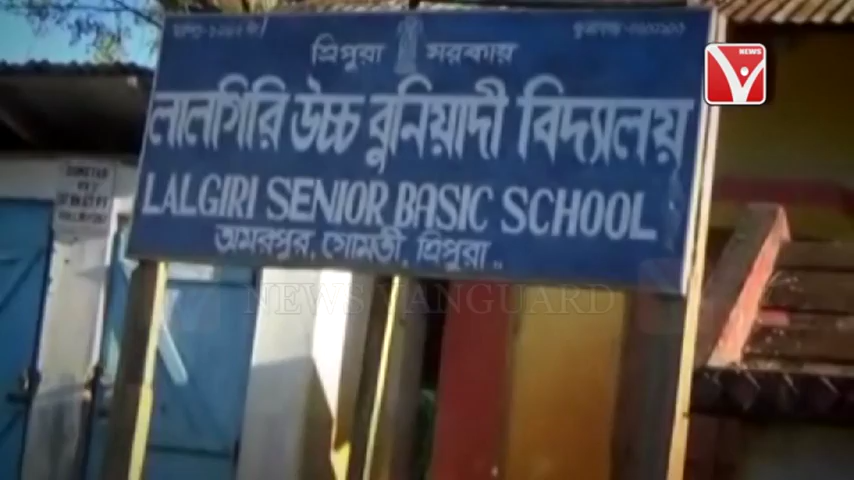 ত্রিপুরা সরকার
NEWS
V
লালগিরি উচ্চ বুনিয়াদী বিদ্যালয়
LALGIRI SENIOR BASIC SCHOOL
অমরপুর, গোমতী, ত্রিপুরা..
NEWS VANGUARD